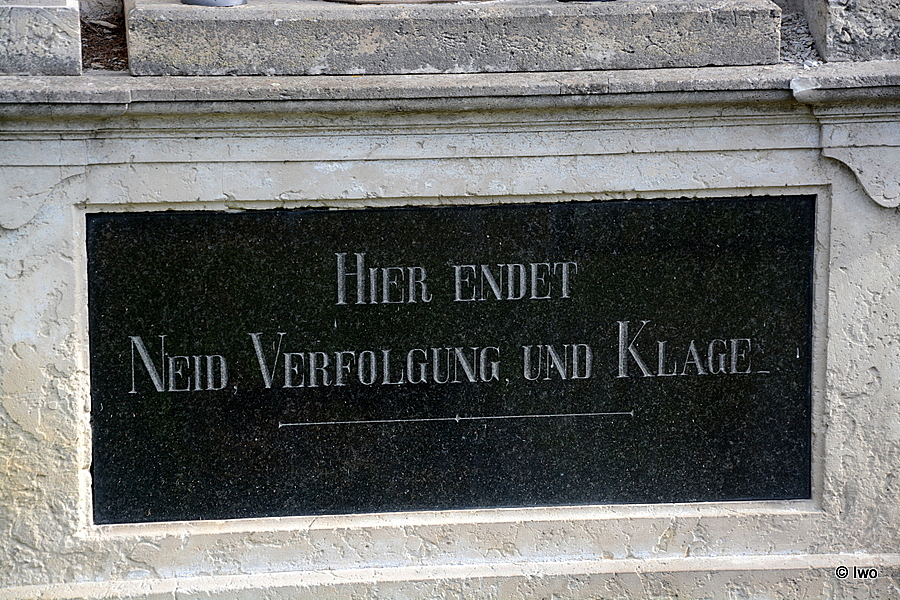 Hier endet
Neid, Verfolgung, und Klage
© Iwo